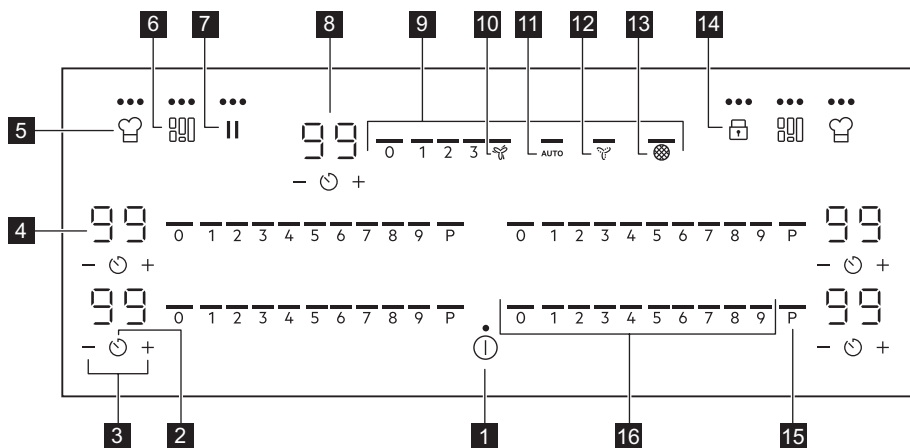 6 7 8 9 10 11 12 13 14
5
99 0 1 2 3 AUTO
− +
4 99 0 1 2 3 4 5 6 7 8 9 P 0 1 2 3 4 5 6 7 8 9 P 99
− + − +
99 0 1 2 3 4 5 6 7 8 9 P 0 1 2 3 4 5 6 7 8 9 P 99
− + − +
3 2 1 16 15